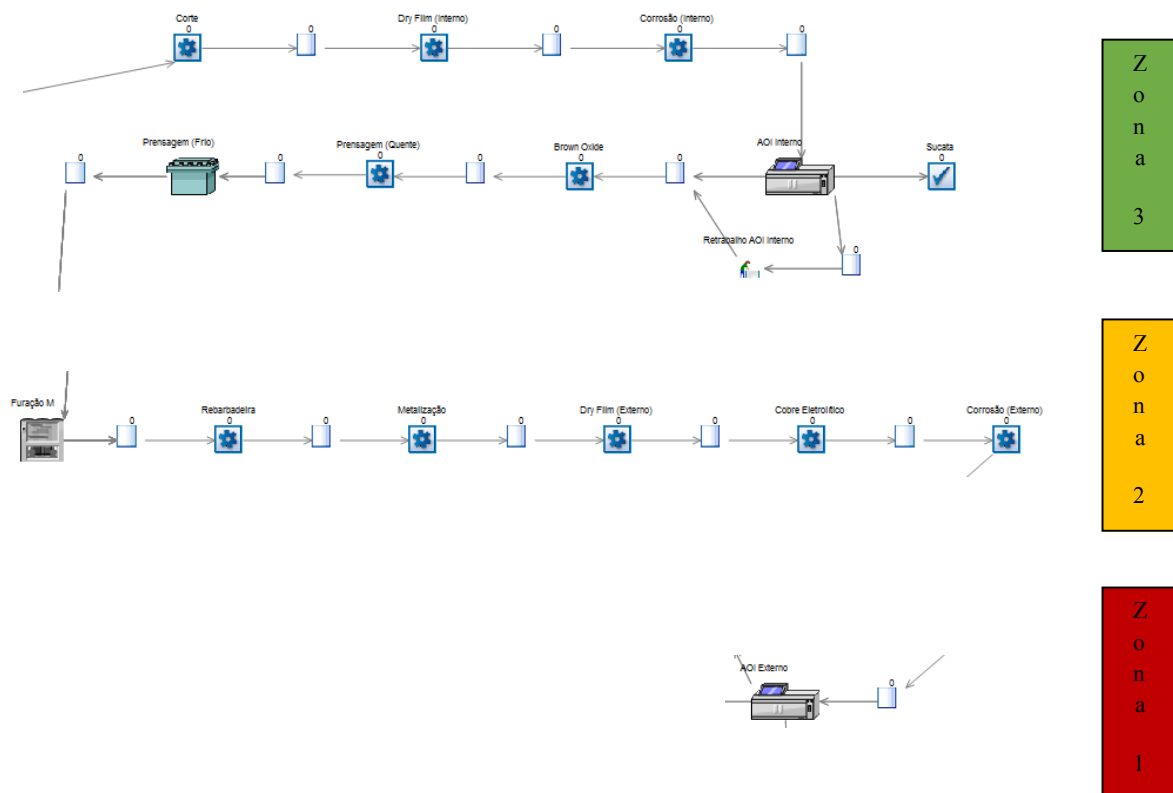 Corte
0
0
Dry Film (Interno)
0
0
Corrosão (Interno)
0
0
Prensagem (Frio)
0
0
Prensagem (Quente)
0
0
Brown Oxide
0
0
AOI Interno
Sucata
0
Retrabalho AOI Interno
0
Z
o
n
a
3
Furação M
0
Rebarbadeira
0
0
Metalização
0
0
Dry Film (Externo)
0
0
Cobre Eletrolítico
0
0
Corrosão (Externo)
0
Z
o
n
a
2
AOI Externo
0
Z
o
n
a
1